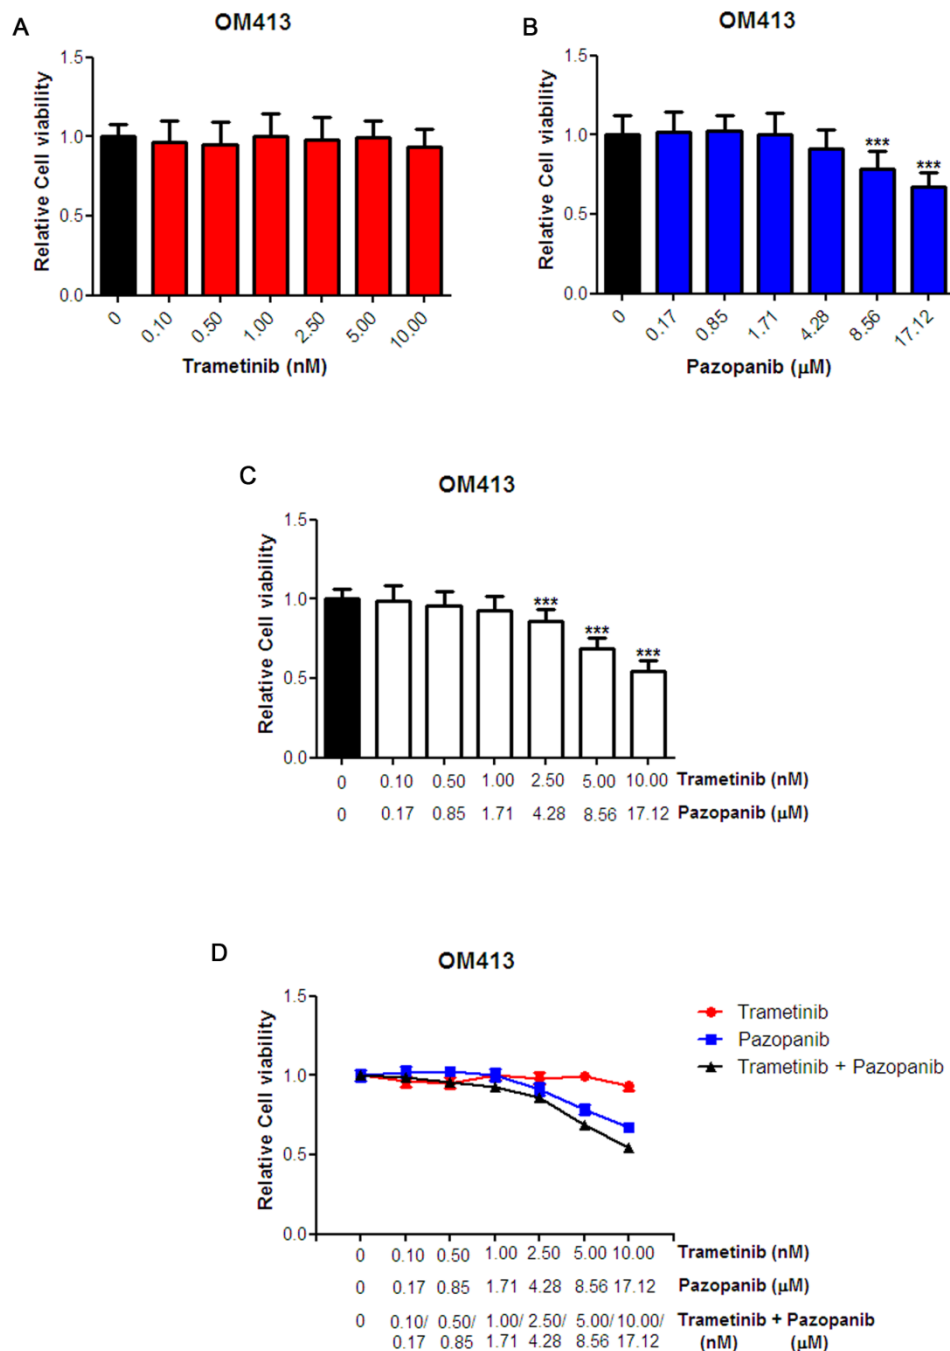 A
OM413
Relative Cell viability
1.5
1.0
0.5
0.0
0 0.10 0.50 1.00 2.50 5.00 10.00
Trametinib (nM)
B
OM413
Relative Cell viability
1.5
1.0
0.5
0.0
*** ***
0 0.17 0.85 1.71 4.28 8.56 17.12
Pazopanib (μM)
C
OM413
Relative Cell viability
1.5
1.0
0.5
0.0
*** *** ***
0 0.10 0.50 1.00 2.50 5.00 10.00 Trametinib (nM)
0 0.17 0.85 1.71 4.28 8.56 17.12 Pazopanib (μM)
D
OM413
Relative Cell viability
1.5
1.0
0.5
0.0
Trametinib
Pazopanib
Trametinib + Pazopanib
0 0.10 0.50 1.00 2.50 5.00 10.00 Trametinib (nM)
0 0.17 0.85 1.71 4.28 8.56 17.12 Pazopanib (μM)
0 0.10/ 0.50/ 1.00/ 2.50/ 5.00/ 10.00/ Trametinib + Pazopanib
0.17 0.85 1.71 4.28 8.56 17.12 (nM) (μM)